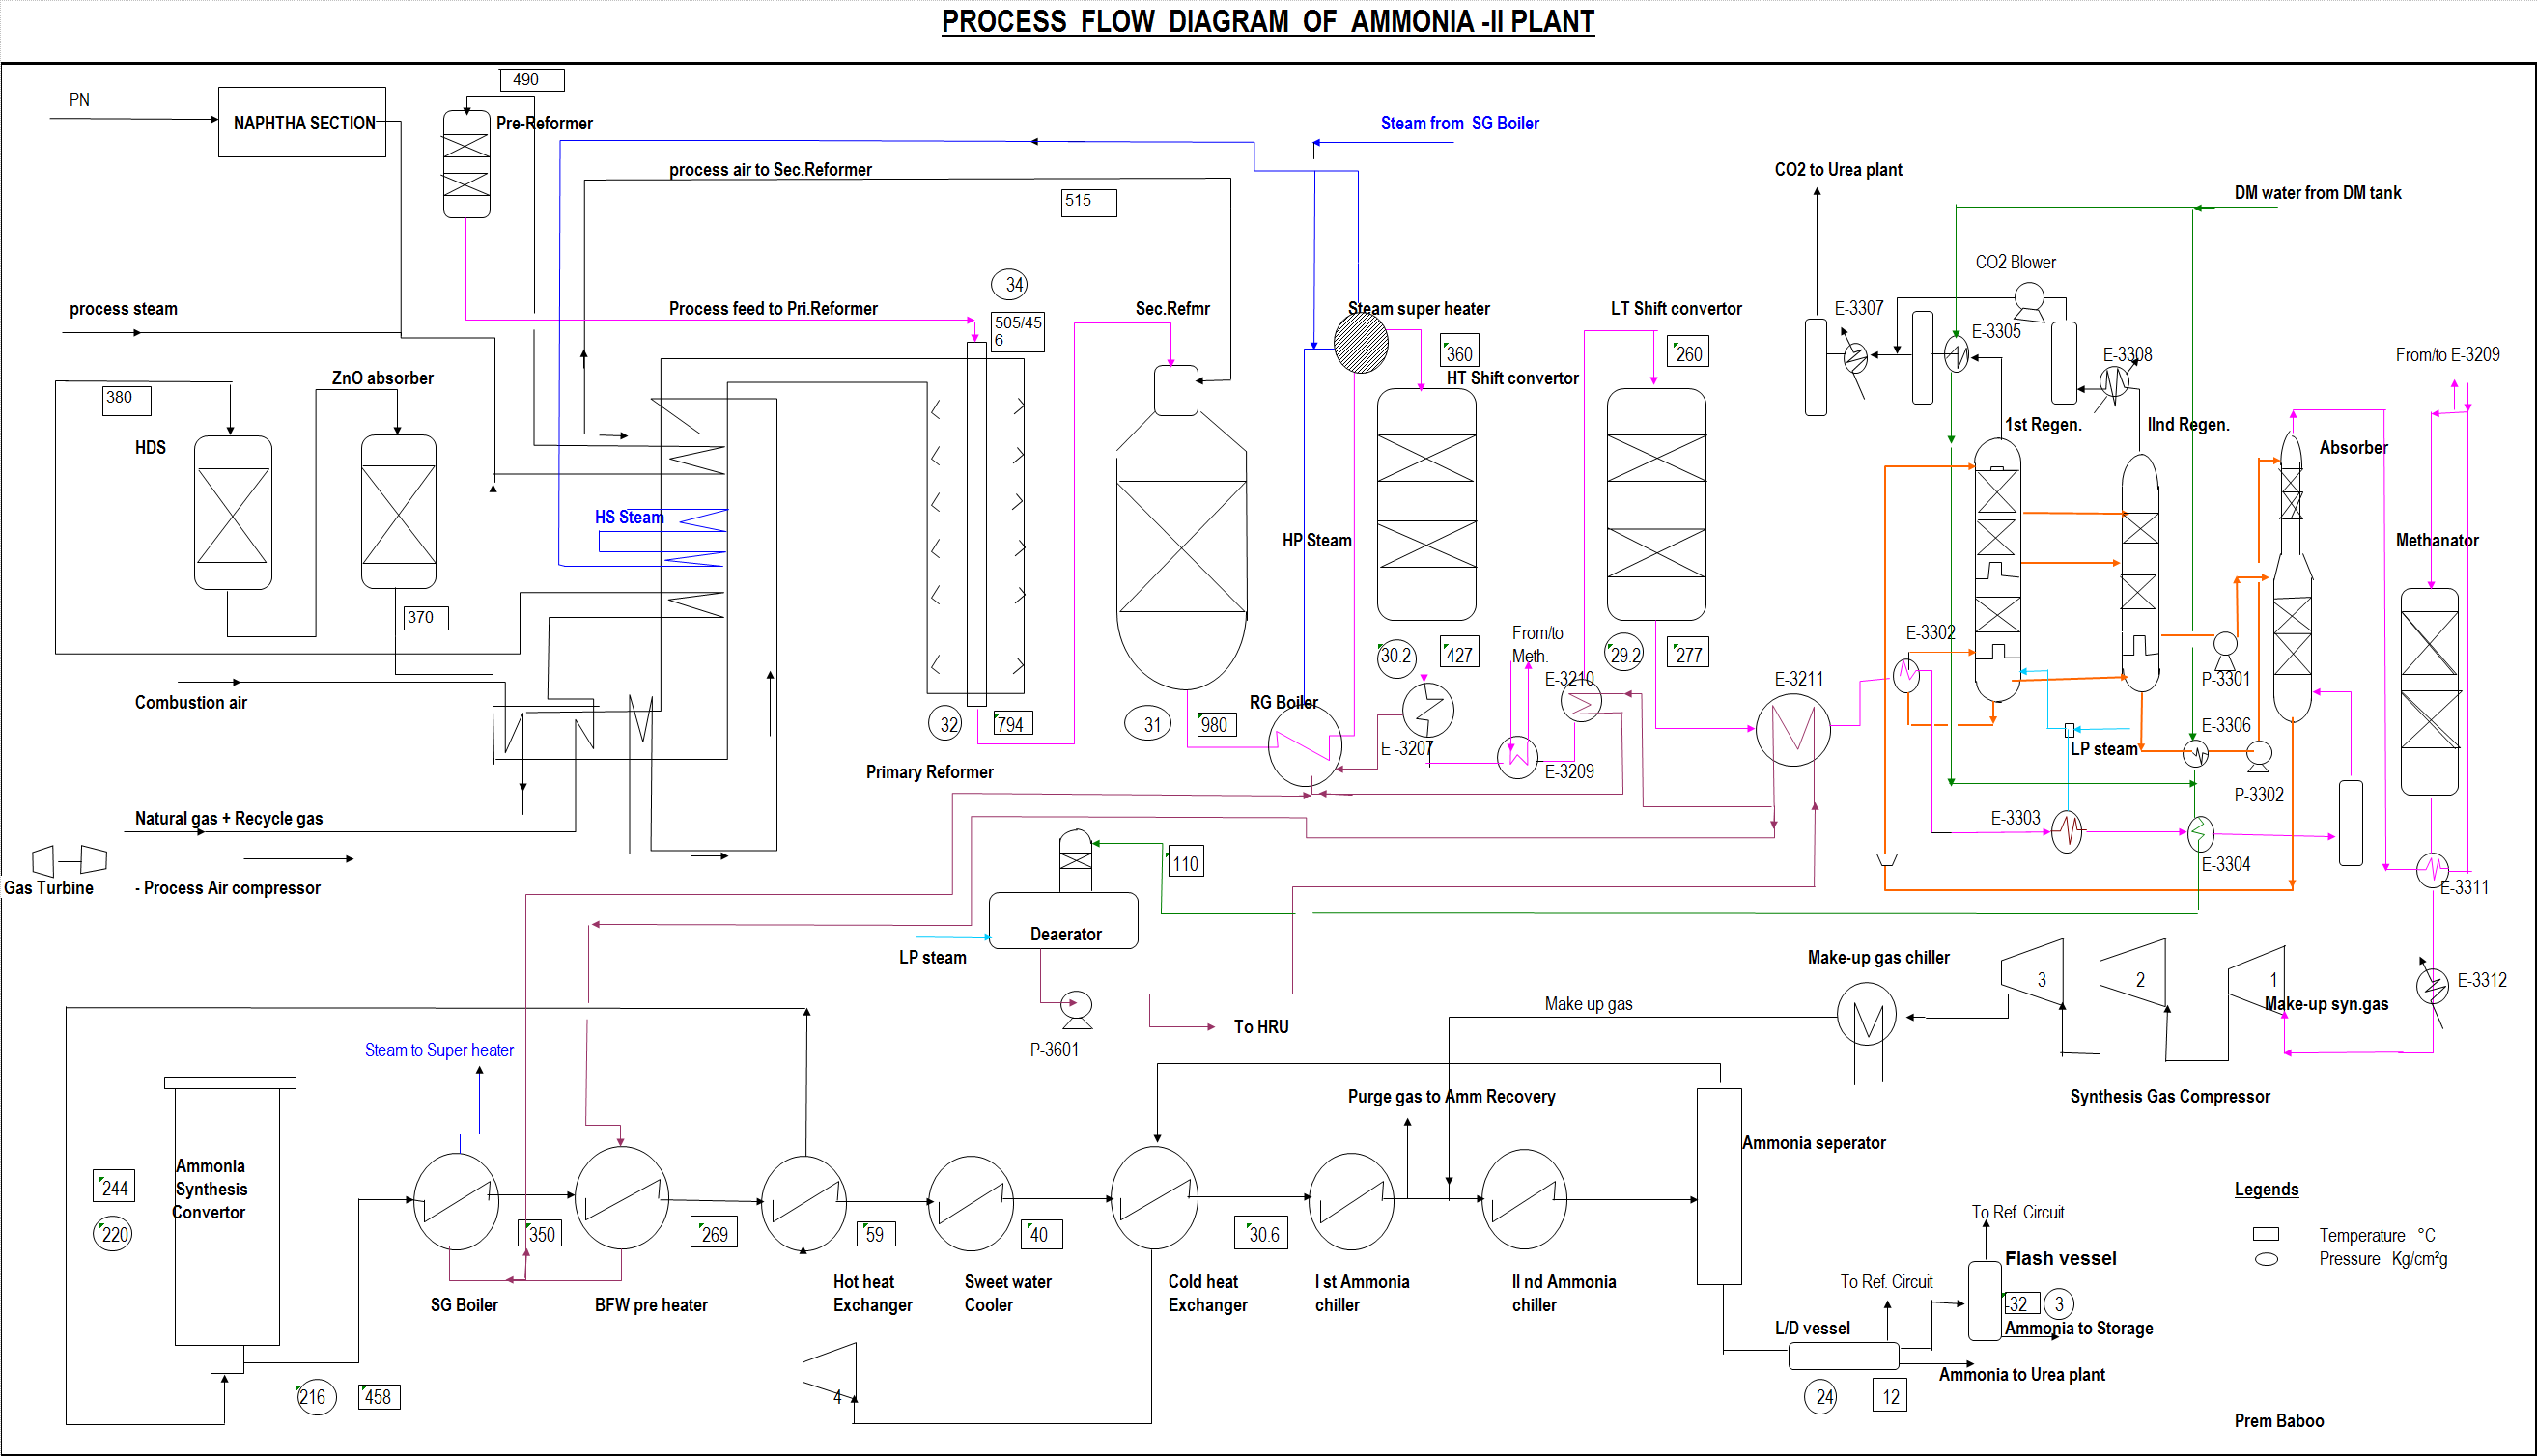 PROCESS FLOW DIAGRAM OF AMMONIA -II PLANT
490
PN
NAPHTHA SECTION
Pre-Reformer
Steam from SG Boiler
process air to Sec.Reformer
CO2 to Urea plant
515
DM water from DM tank
CO2 Blower
34
process steam
Process feed to Pri.Reformer
505/45
6
Sec.Refmr
Steam super heater
LT Shift convertor
E-3307
E-3305
360
260
E-3308
From/to E-3209
380
ZnO absorber
HT Shift convertor
HDS
1st Regen.
IInd Regen.
Absorber
HS Steam
HP Steam
Methanator
370
From/to
Meth.
30.2
427
29.2
277
E-3302
E-3210
E-3211
P-3301
Combustion air
32
794
31
980
RG Boiler
E -3207
E-3306
LP steam
Primary Reformer
E-3209
P-3302
Natural gas + Recycle gas
E-3303
110
E-3304
Gas Turbine
- Process Air compressor
E-3311
Deaerator
LP steam
Make-up gas chiller
3
2
1
E-3312
Make up gas
Make-up syn.gas
To HRU
P-3601
Steam to Super heater
Purge gas to Amm Recovery
Synthesis Gas Compressor
Ammonia seperator
Ammonia
Synthesis
Convertor
244
220
Legends
To Ref. Circuit
350
269
59
40
30.6
Temperature °C
Flash vessel
Pressure Kg/cm²g
Hot heat
Exchanger
Sweet water
Cooler
Cold heat
Exchanger
I st Ammonia
chiller
II nd Ammonia
chiller
To Ref. Circuit
SG Boiler
BFW pre heater
-32
3
L/D vessel
Ammonia to Storage
Ammonia to Urea plant
216
458
4
24
12
Prem Baboo